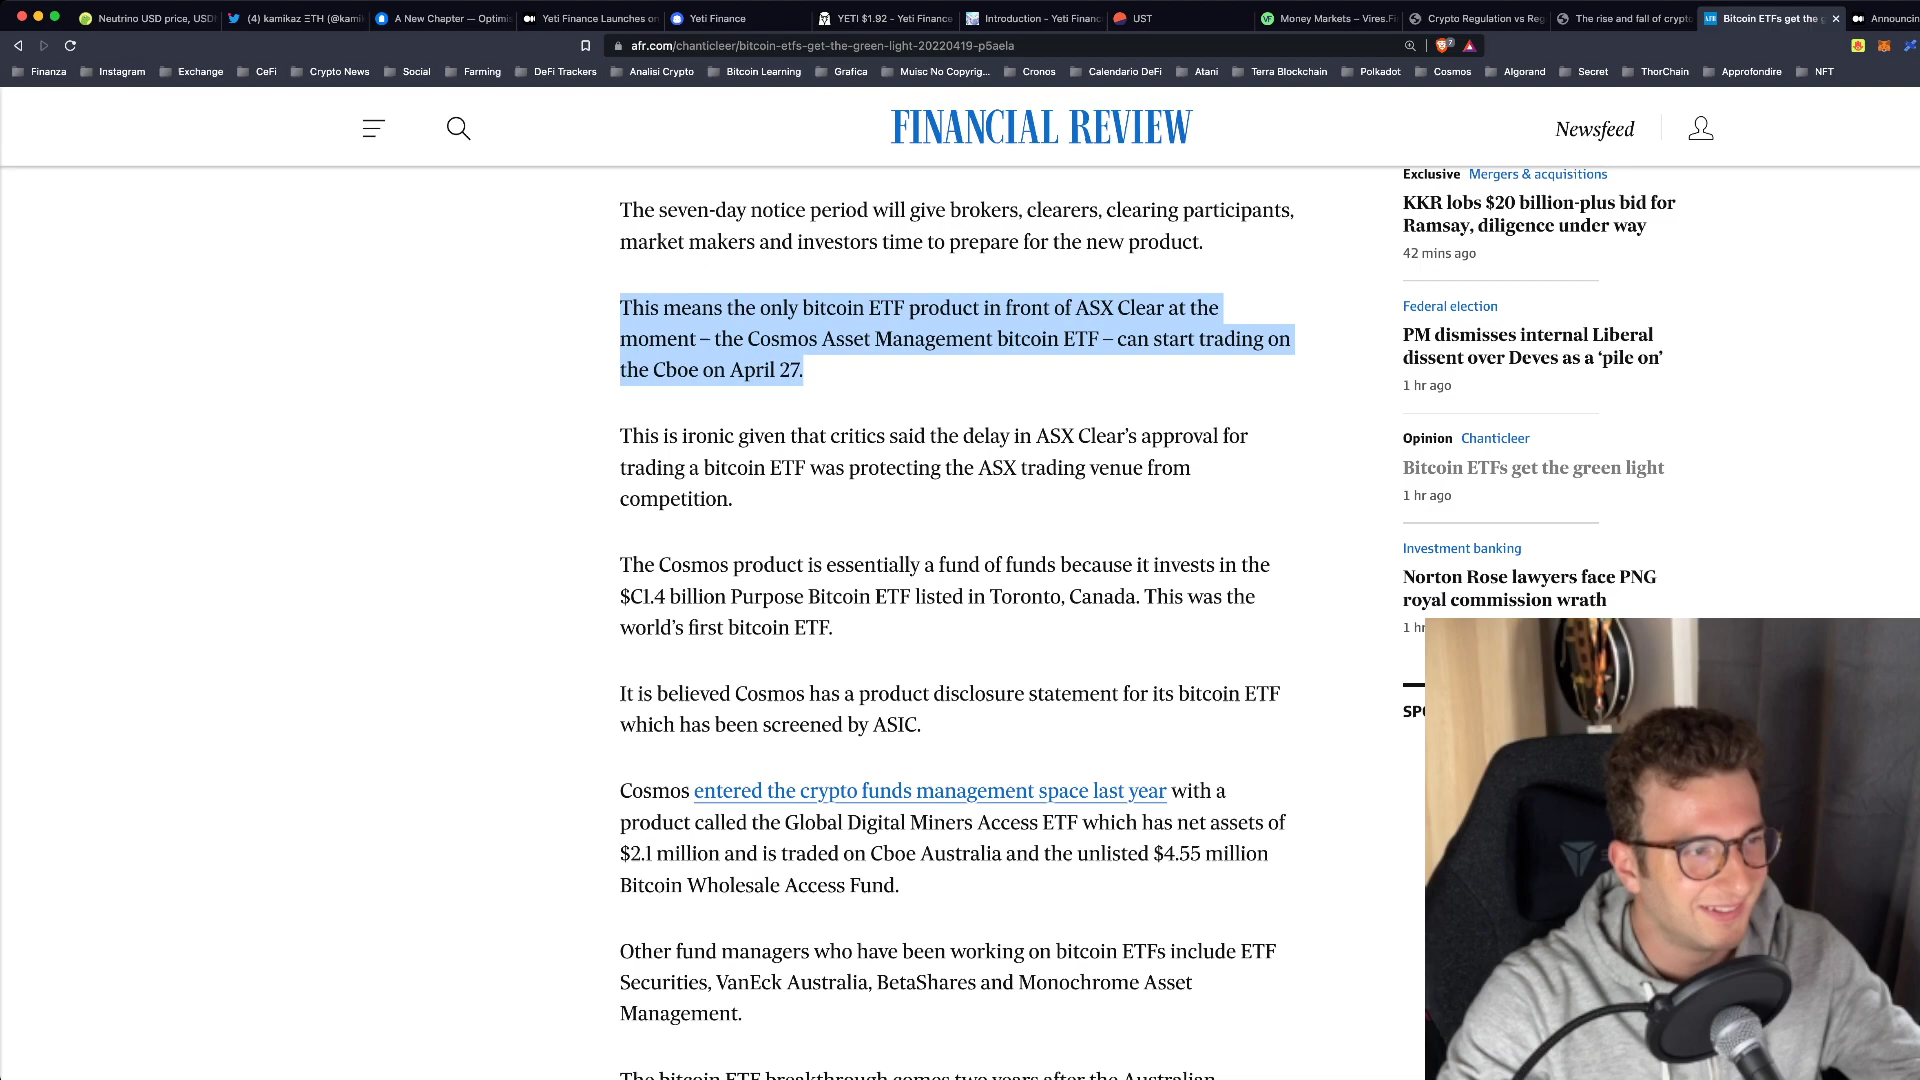 Neutrino USD price, USD
(4) kamikaz ΞTH (@kami
A New Chapter — Optimis
Yeti Finance Launches on
Yeti Finance
YETI $1.92 - Yeti Finance
Introduction - Yeti Financ
UST
Money Markets – Vires.Fi
Crypto Regulation vs Reg
The rise and fall of crypto
Bitcoin ETFs get the g
Announcin
afr.com/chanticleer/bitcoin-etfs-get-the-green-light-20220419-p5aela
Finanza
Instagram
Exchange
CeFi
Crypto News
Social
Farming
DeFi Trackers
Analisi Crypto
Bitcoin Learning
Grafica
Muisc No Copyrig...
Cronos
Calendario DeFi
Atani
Terra Blockchain
Polkadot
Cosmos
Algorand
Secret
ThorChain
Approfondire
NFT
FINANCIAL REVIEW
Newsfeed
The seven-day notice period will give brokers, clearers, clearing participants,
market makers and investors time to prepare for the new product.
This means the only bitcoin ETF product in front of ASX Clear at the
moment – the Cosmos Asset Management bitcoin ETF – can start trading on
the Cboe on April 27.
This is ironic given that critics said the delay in ASX Clear’s approval for
trading a bitcoin ETF was protecting the ASX trading venue from
competition.
The Cosmos product is essentially a fund of funds because it invests in the
$C1.4 billion Purpose Bitcoin ETF listed in Toronto, Canada. This was the
world’s first bitcoin ETF.
It is believed Cosmos has a product disclosure statement for its bitcoin ETF
which has been screened by ASIC.
Cosmos entered the crypto funds management space last year with a
product called the Global Digital Miners Access ETF which has net assets of
$2.1 million and is traded on Cboe Australia and the unlisted $4.55 million
Bitcoin Wholesale Access Fund.
Other fund managers who have been working on bitcoin ETFs include ETF
Securities, VanEck Australia, BetaShares and Monochrome Asset
Management.
The bitcoin ETF breakthrough comes two years after the Australian
Exclusive Mergers & acquisitions
KKR lobs $20 billion-plus bid for
Ramsay, diligence under way
42 mins ago
Federal election
PM dismisses internal Liberal
dissent over Deves as a ‘pile on’
1 hr ago
Opinion Chanticleer
Bitcoin ETFs get the green light
1 hr ago
Investment banking
Norton Rose lawyers face PNG
royal commission wrath
1 hr
SPO